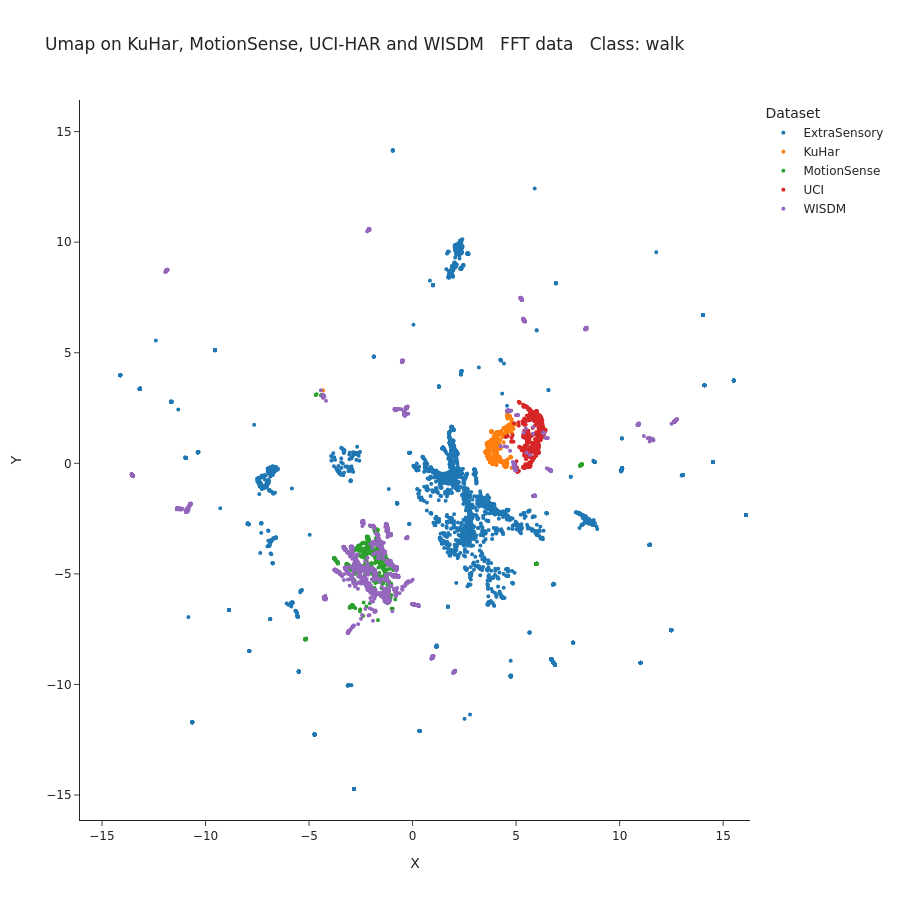 Umap on KuHar, MotionSense, UCI-HAR and WISDM   FFT data   Class: walk
Dataset
ExtraSensory
KuHar
MotionSense
UCI
WISDM
15
10
5
0
−5
−10
−15
Y
−15
−10
−5
0
5
10
15
X